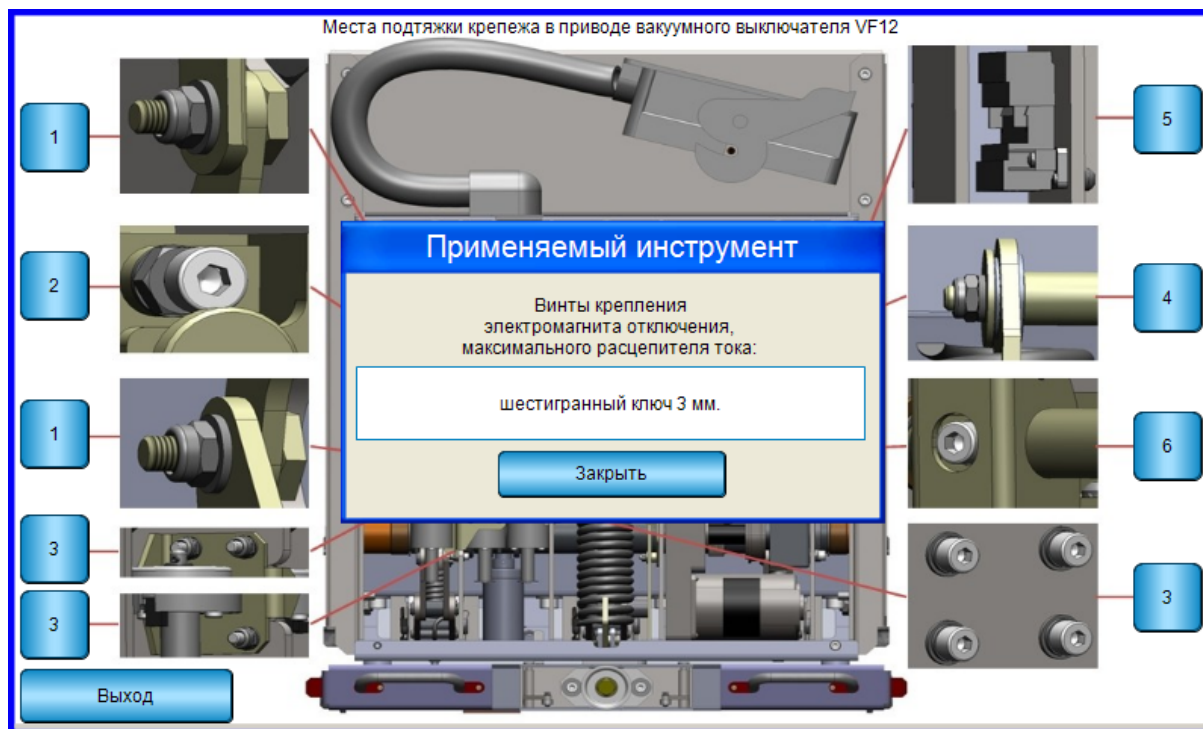 Места подтяжки крепежа в приводе вакуумного выключателя VF12
1
5
Применяемый инструмент
2
4
Винты крепления
электромагнита отключения,
максимального расцепителя тока:
шестигранный ключ 3 мм.
1
6
Закрыть
3
3
3
Выход